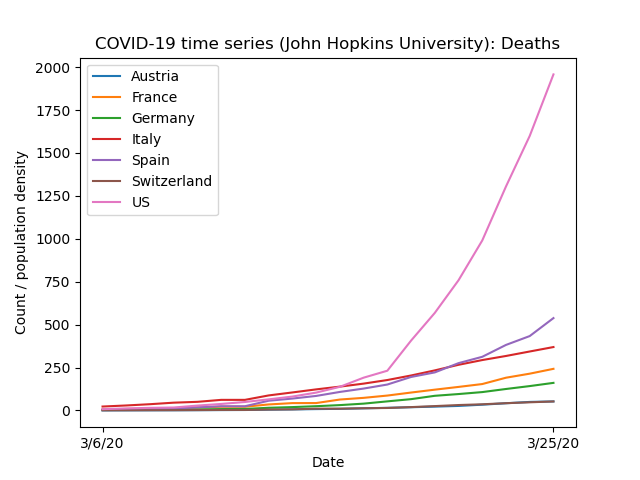 COVID-19 time series (John Hopkins University): Deaths
Count / population density
2000
1750
1500
1250
1000
750
500
250
0
Austria
France
Germany
Italy
Spain
Switzerland
US
3/6/20
3/25/20
Date